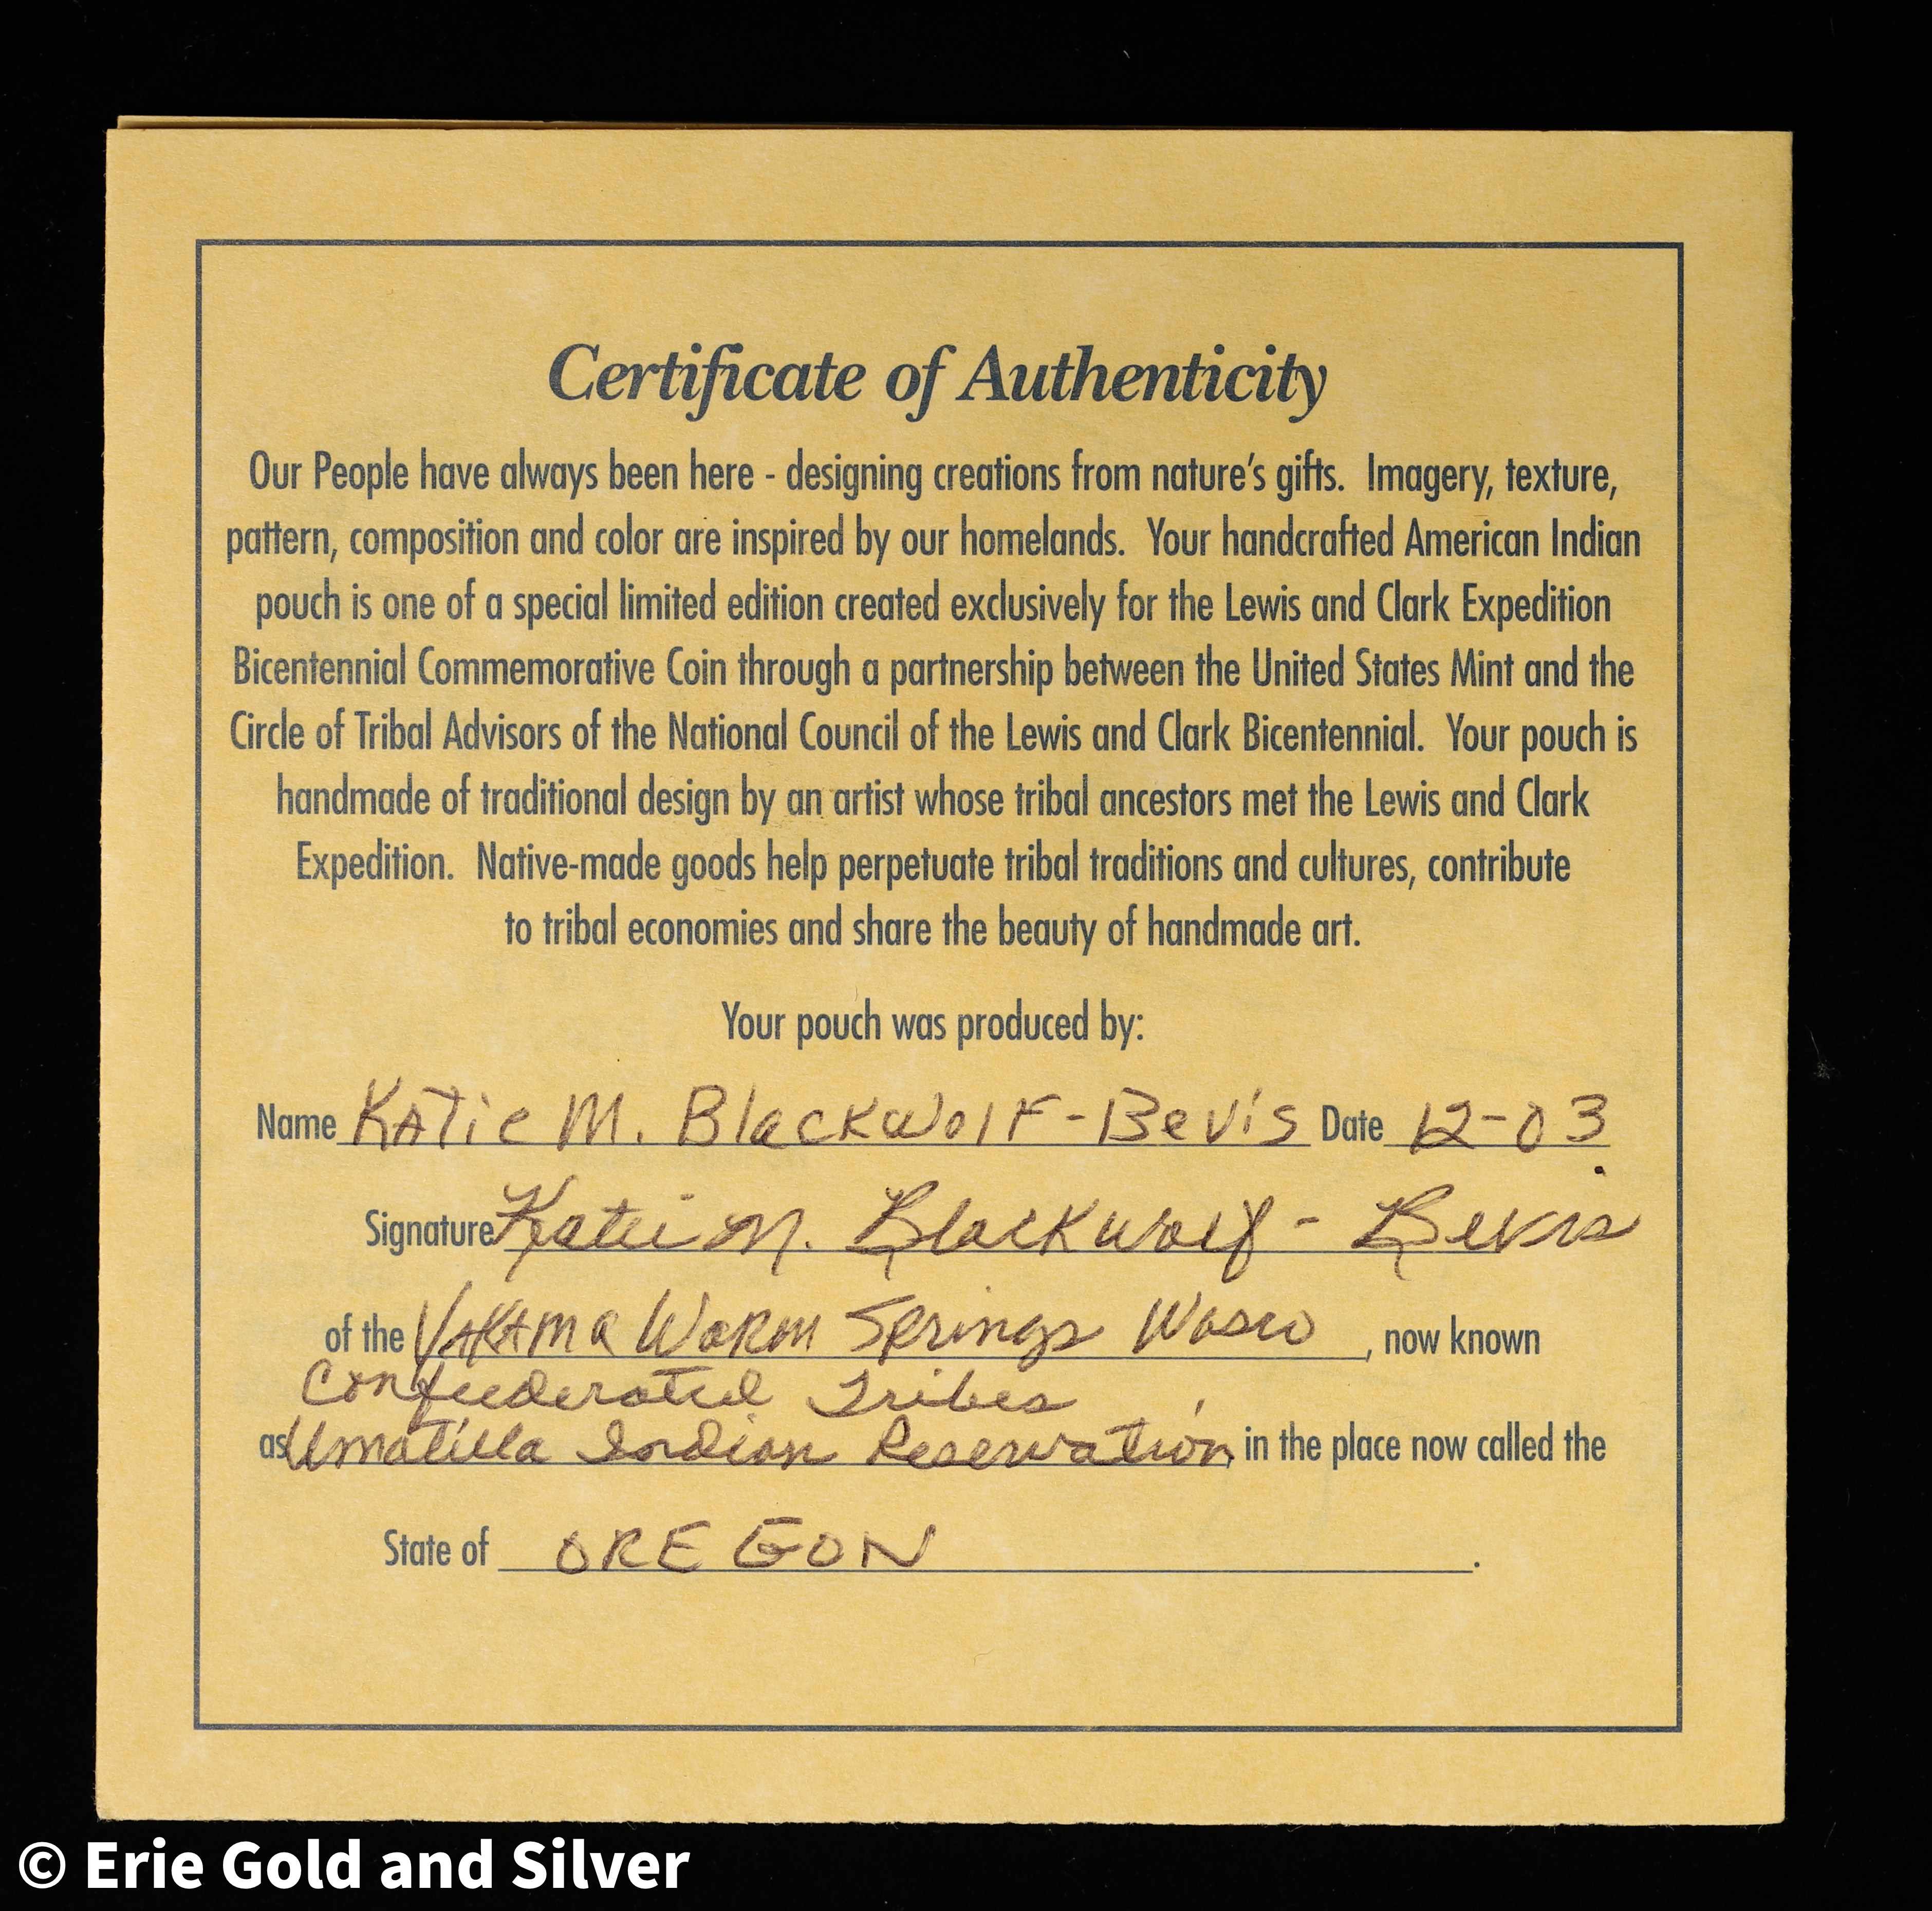 Certificate of Authenticity
Our People have always been here - designing creations from nature's gifts. Imagery, texture,
pattern, composition and color are inspired by our homelands. Your handcrafted American Indian
pouch is one of a special limited edition created exclusively for the Lewis and Clark Expedition
Bicentennial Commemorative Coin through a partnership between the United States Mint and the
Circle of Tribal Advisors of the National Council of the Lewis and Clark Bicentennial. Your pouch is
handmade of traditional design by an artist whose tribal ancestors met the Lewis and Clark
Expedition. Native-made goods help perpetuate tribal traditions and cultures, contribute
to tribal economies and share the beauty of handmade art.
Your pouch was produced by:
Name Katie M. Blackwolf-Bevis Date 12-03
Signature Katie M. Blackwolf - Bevis
of the Yakama Warm Springs Wasco, now known
Confederated Tribes
as Umatilla Indian Reservation, in the place now called the
State of OREGON.
© Erie Gold and Silver